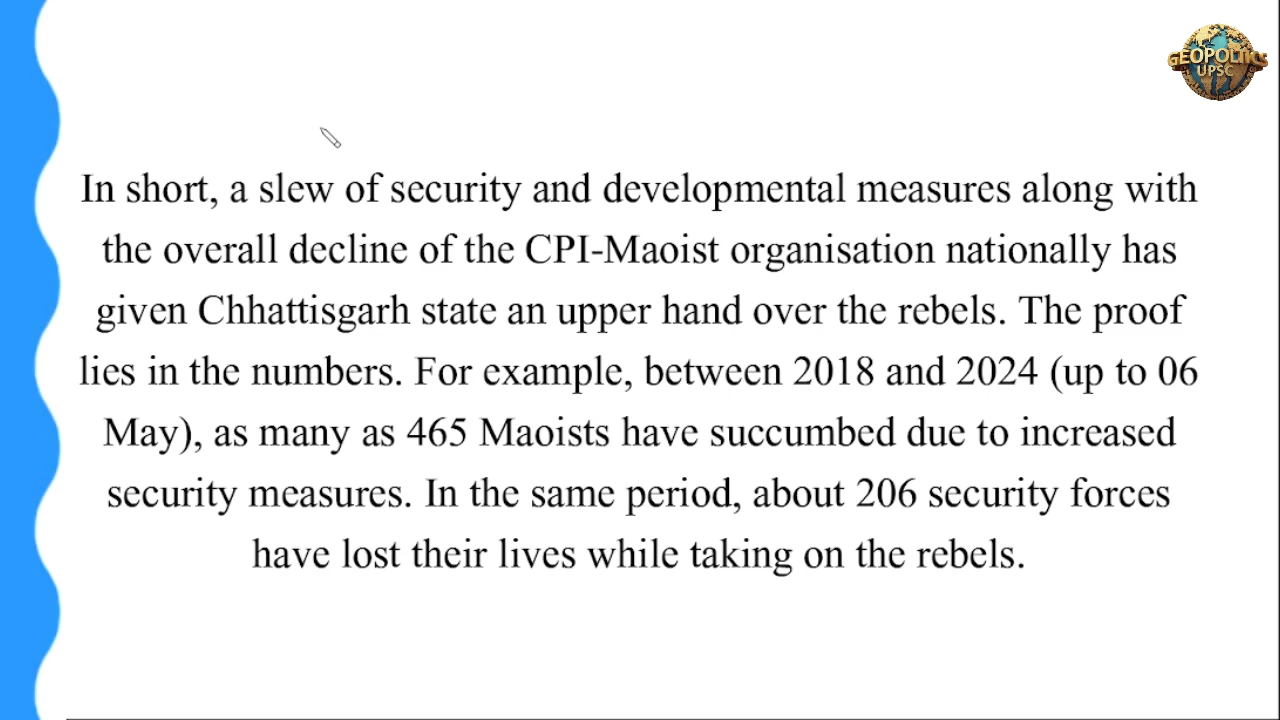 GEOPOLITICS
UPSC
In short, a slew of security and developmental measures along with
the overall decline of the CPI-Maoist organisation nationally has
given Chhattisgarh state an upper hand over the rebels. The proof
lies in the numbers. For example, between 2018 and 2024 (up to 06
May), as many as 465 Maoists have succumbed due to increased
security measures. In the same period, about 206 security forces
have lost their lives while taking on the rebels.